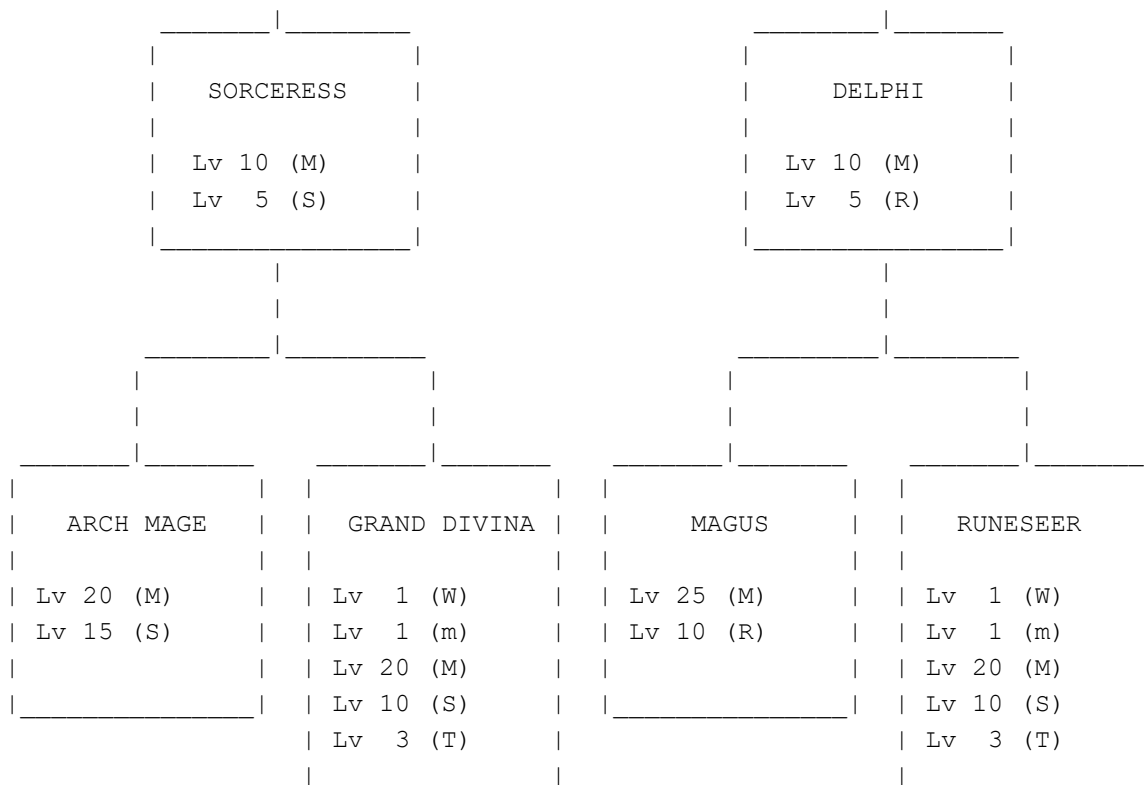 SORCERESS DELPHI
Lv 10 (M) Lv 10 (M)
Lv 5 (S) Lv 5 (R)
ARCH MAGE GRAND DIVINA MAGUS RUNESEER
Lv 20 (M) Lv 1 (W) Lv 25 (M) Lv 1 (W)
Lv 15 (S) Lv 1 (m) Lv 10 (R) Lv 1 (m)
Lv 20 (M) Lv 20 (M)
Lv 10 (S) Lv 10 (S)
Lv 3 (T) Lv 3 (T)